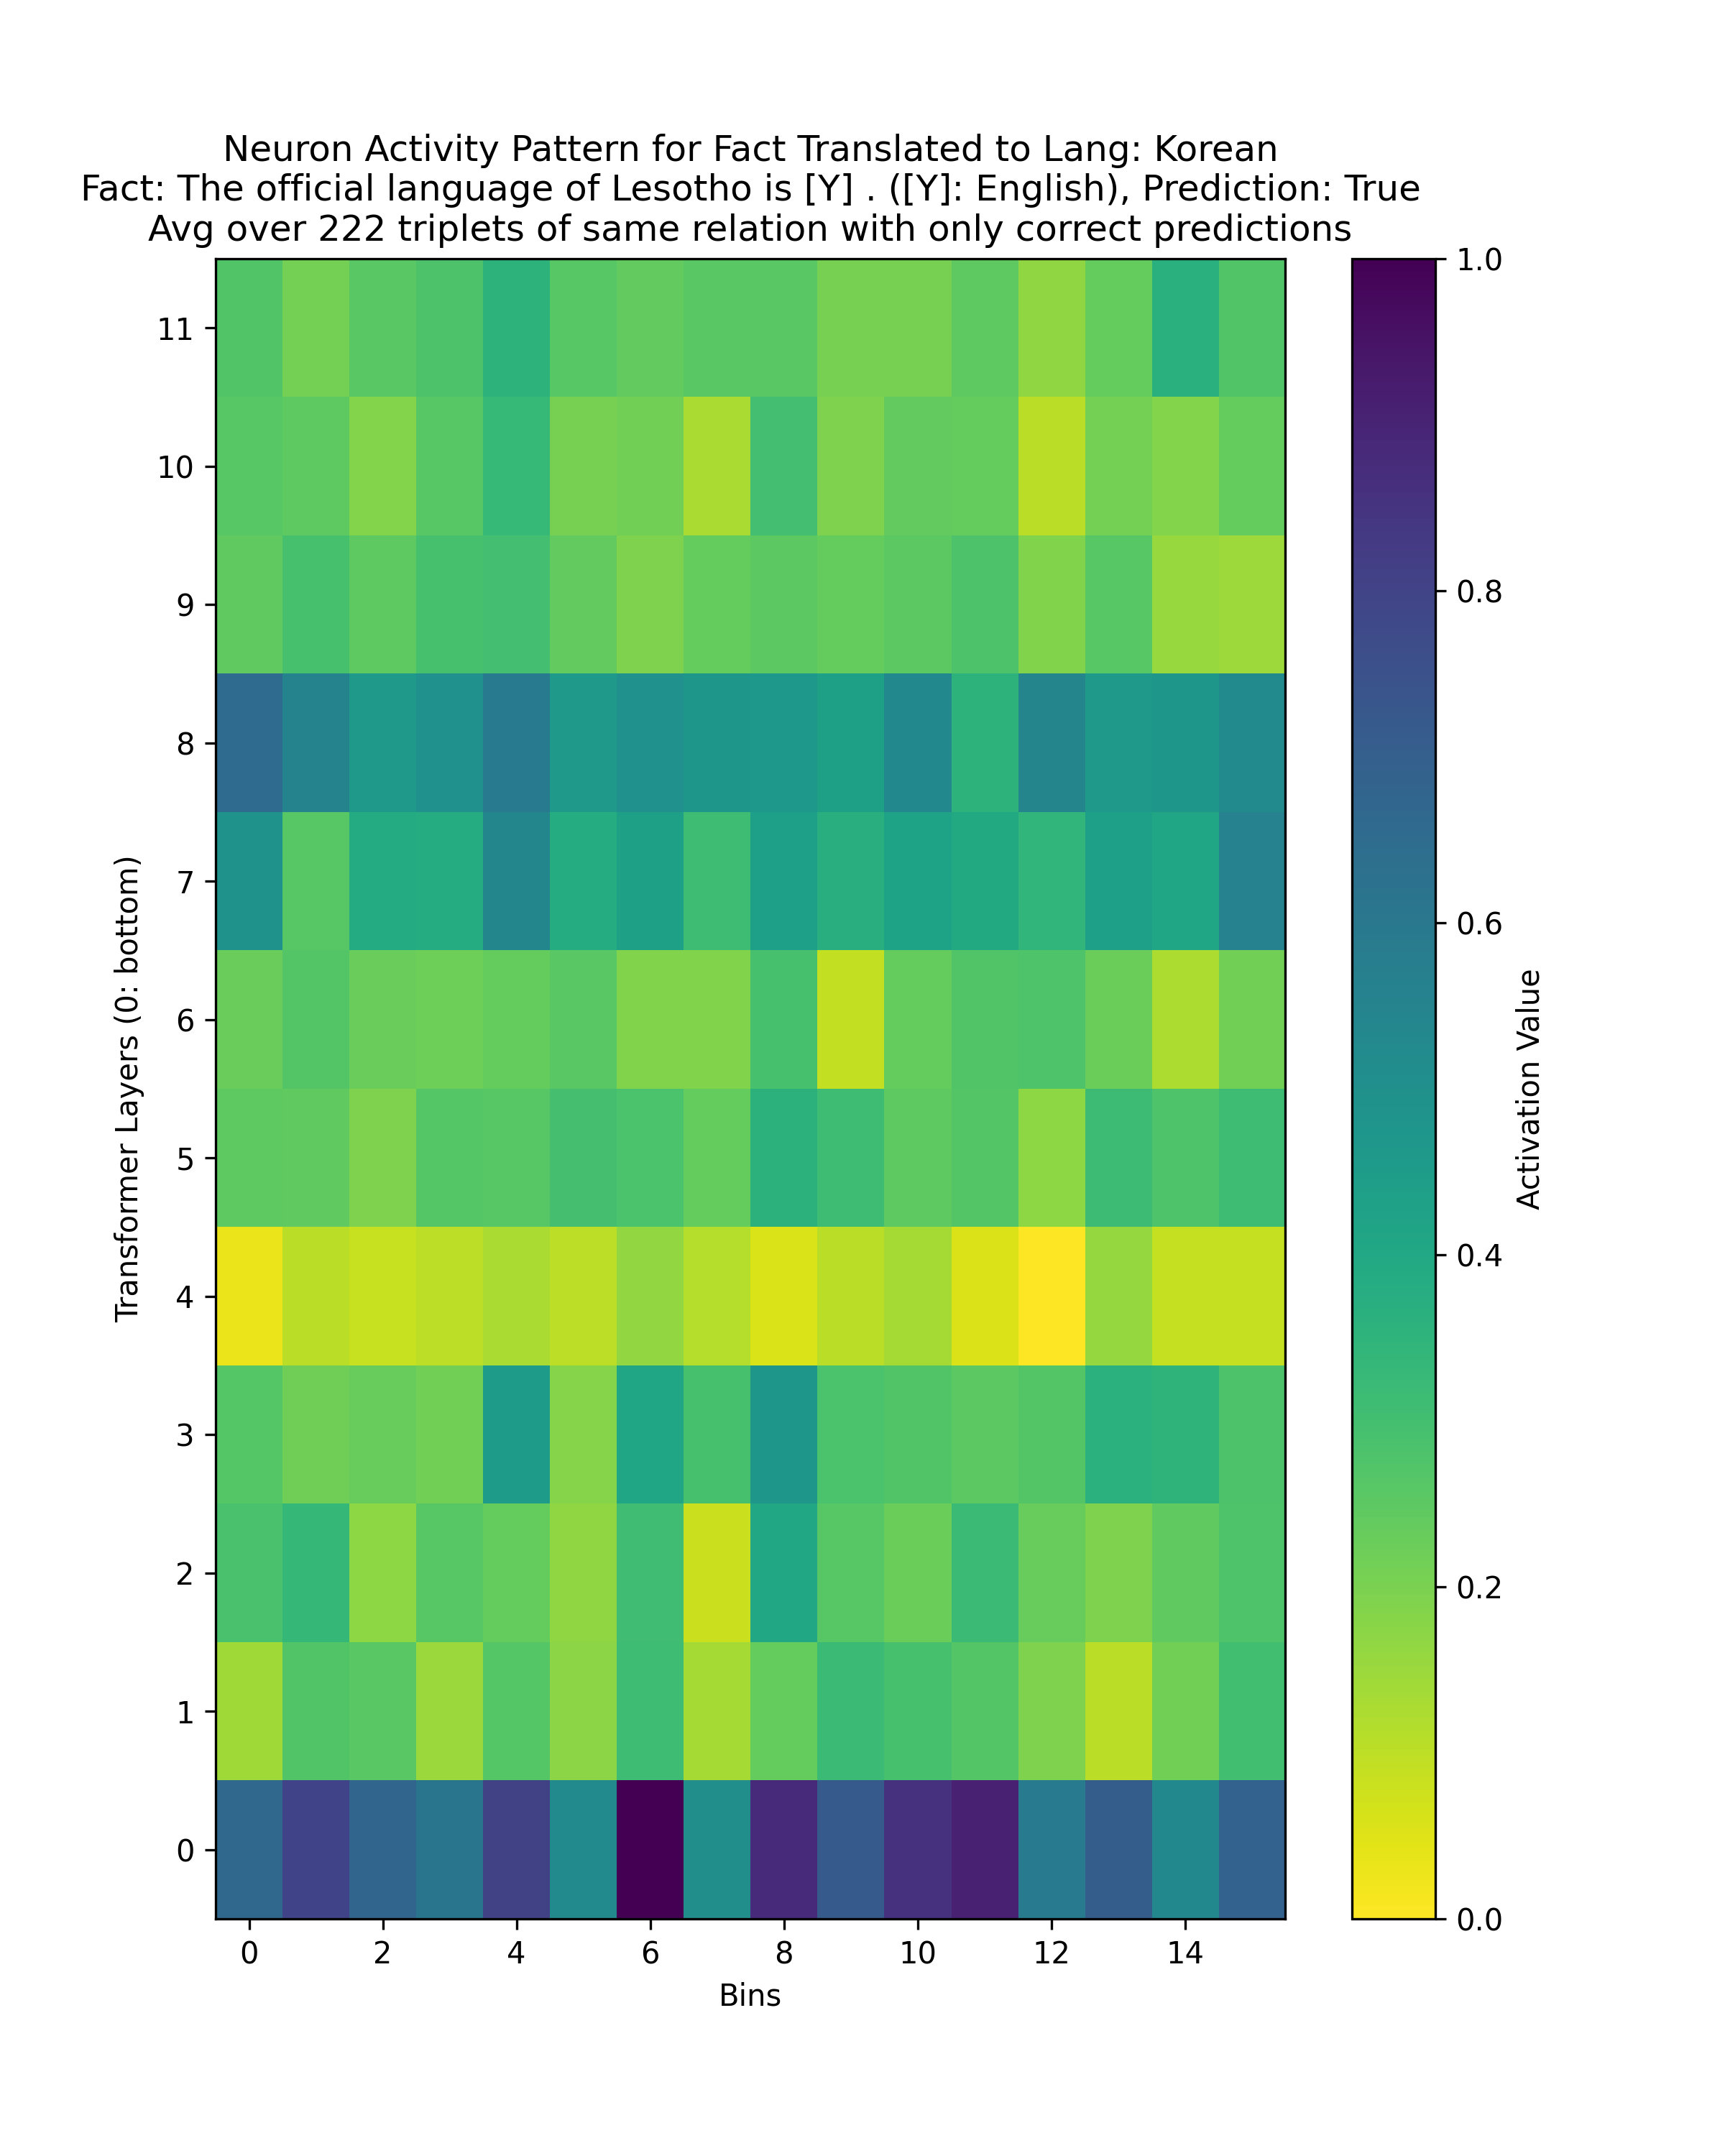 Neuron Activity Pattern for Fact Translated to Lang: Korean
Fact: The official language of Lesotho is [Y] . ([Y]: English), Prediction: True
Avg over 222 triplets of same relation with only correct predictions
11
10
9
8
7
6
5
4
3
2
1
0
Transformer Layers (0: bottom)
0 2 4 6 8 10 12 14
Bins
1.0
0.8
0.6
0.4
0.2
0.0
Activation Value